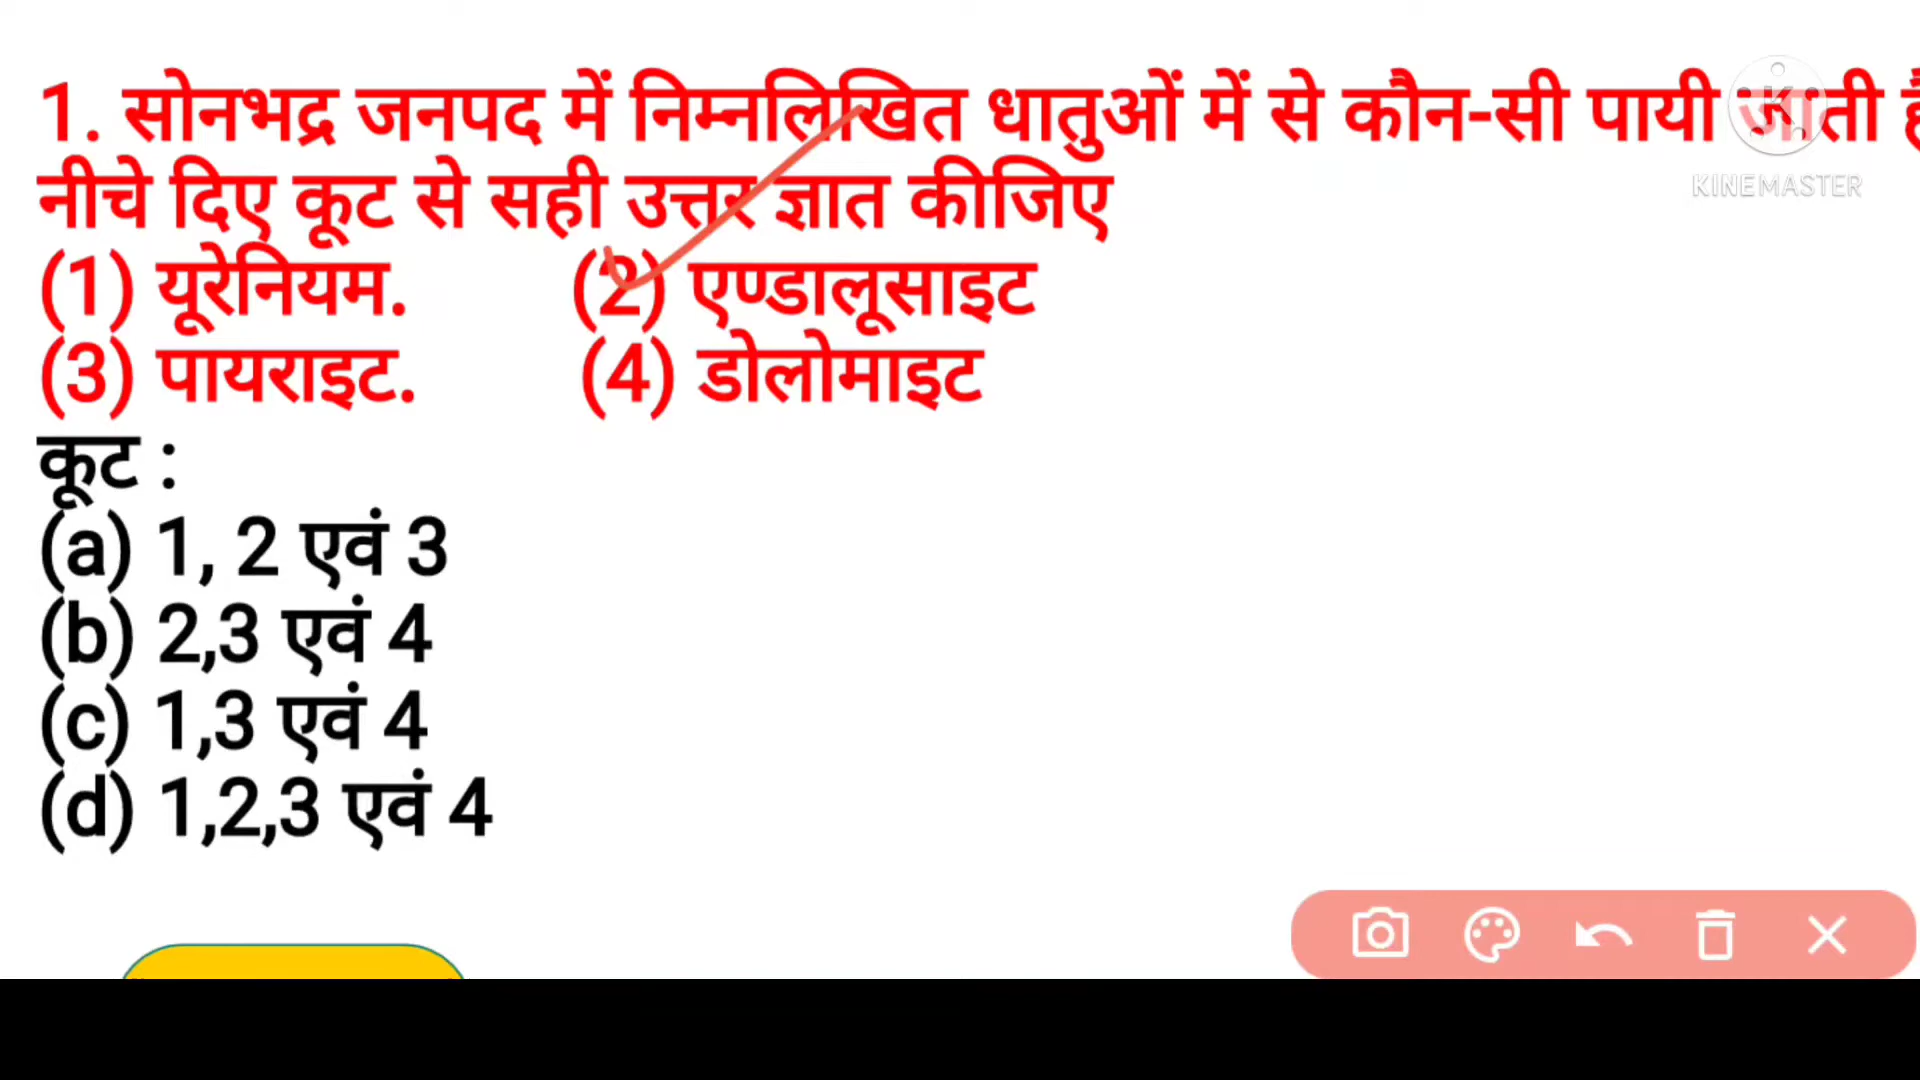 1. सोनभद्र जनपद में निम्नलिखित धातुओं में से कौन-सी पायी जाती
नीचे दिए कूट से सही उत्तर ज्ञात कीजिए
(1) यूरेनियम. (2) एण्डालूसाइट
(3) पायराइट. (4) डोलोमाइट
कूट :
(a) 1, 2 एवं 3
(b) 2,3 एवं 4
(c) 1,3 एवं 4
(d) 1,2,3 एवं 4
K
KINEMASTER